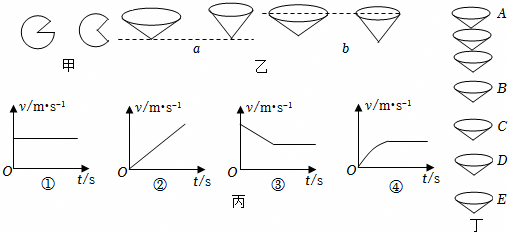 a
b
甲
乙
v/m•s⁻¹
v/m•s⁻¹
v/m•s⁻¹
v/m•s⁻¹
O
t/s
O
t/s
O
t/s
O
t/s
①
②
③
④
丙
A
B
C
D
E
丁